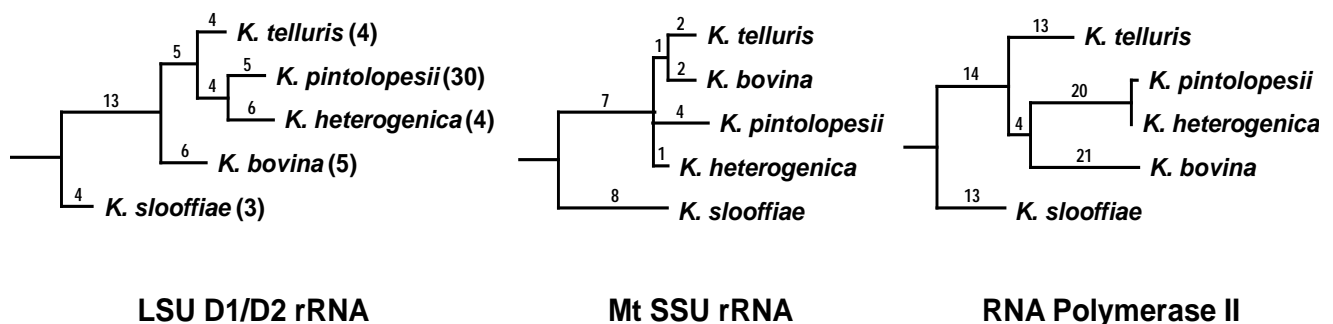 4
K. telluris (4)
5
5
K. pintolopesii (30)
4
13
6
K. heterogenica (4)
6
K. bovina (5)
4
K. slooffiae (3)
LSU D1/D2 rRNA
2
K. telluris
1
2
K. bovina
7
4
K. pintolopesii
1
K. heterogenica
8
K. slooffiae
Mt SSU rRNA
13
K. telluris
14
K. pintolopesii
20
4
K. heterogenica
21
K. bovina
13
K. slooffiae
RNA Polymerase II